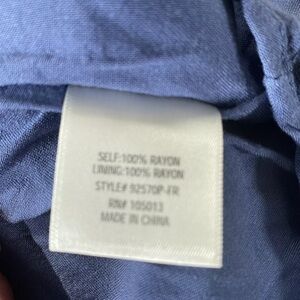 SELF:100% RAYON
LINING:100% RAYON
STYLE# 92570P-FR
RN# 105013
MADE IN CHINA